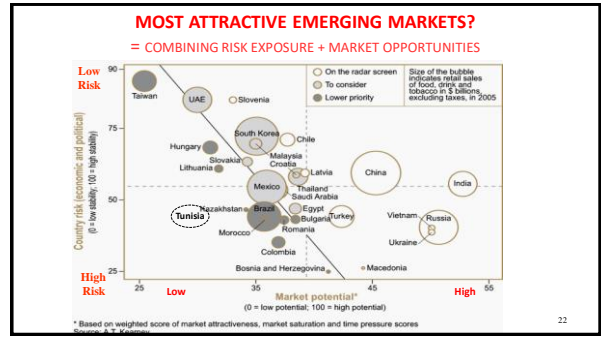 MOST ATTRACTIVE EMERGING MARKETS?
= COMBINING RISK EXPOSURE + MARKET OPPORTUNITIES
Low
Risk
90
75
50
25
Country risk (economic and political)
(0 = low stability; 100 = high stability)
On the radar screen
To consider
Lower priority
Size of the bubble
indicates retail sales
of food, drink and
tobacco in $ billions,
excluding taxes, in 2005
Taiwan
UAE
Slovenia
South Korea
Chile
Hungary
Malaysia
Slovakia
Croatia
Lithuania
Latvia
China
Mexico
Thailand
India
Saudi Arabia
Tunisia
Kazakhstan
Brazil
Egypt
Bulgaria
Turkey
Vietnam
Russia
Morocco
Romania
Ukraine
Colombia
Bosnia and Herzegovina
Macedonia
High
Risk
25
35
45
55
Low
Market potential*
High
(0 = low potential; 100 = high potential)
22
* Based on weighted score of market attractiveness, market saturation and time pressure scores
Source: A.T. Kearney